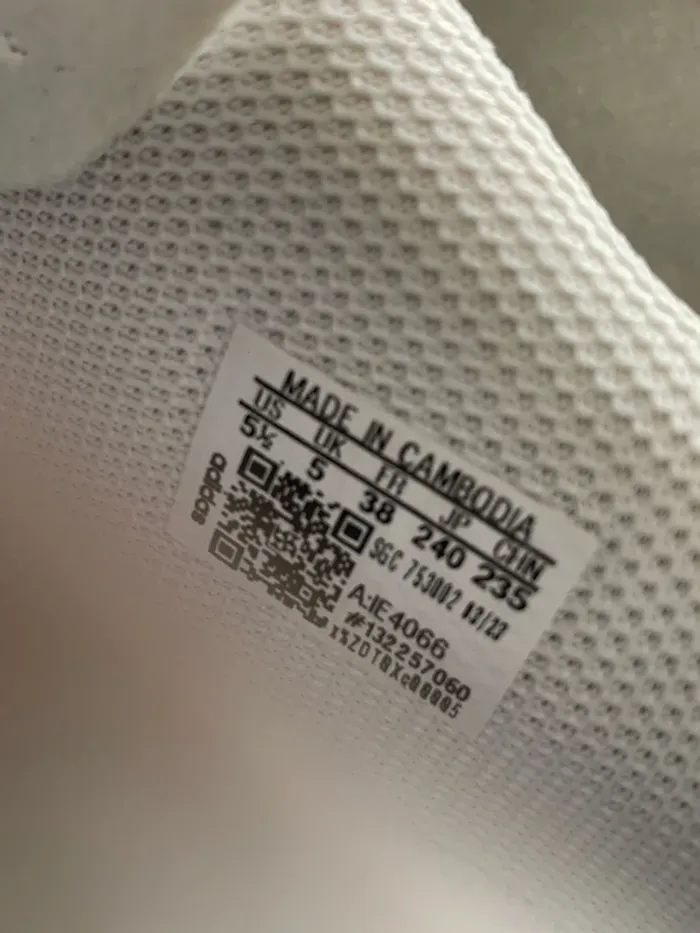 MADE IN CAMBODIA
US UK FR JP CHN
5½ 5 38 240 235
adidas
SGC 753002 03/23
A:IE4066
#132257060